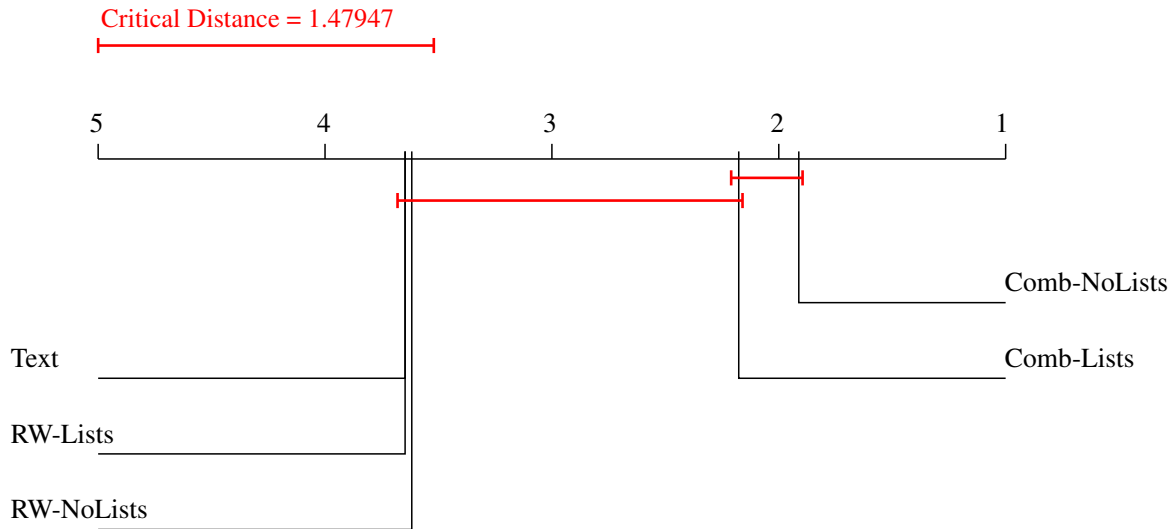 Critical Distance = 1.47947
5 4 3 2 1
Comb-NoLists
Text
Comb-Lists
RW-Lists
RW-NoLists